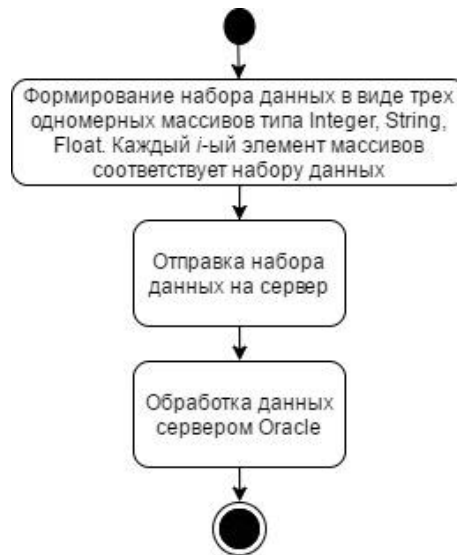 Формирование набора данных в виде трех
одномерных массивов типа Integer, String,
Float. Каждый i-ый элемент массивов
соответствует набору данных
Отправка набора
данных на сервер
Обработка данных
сервером Oracle